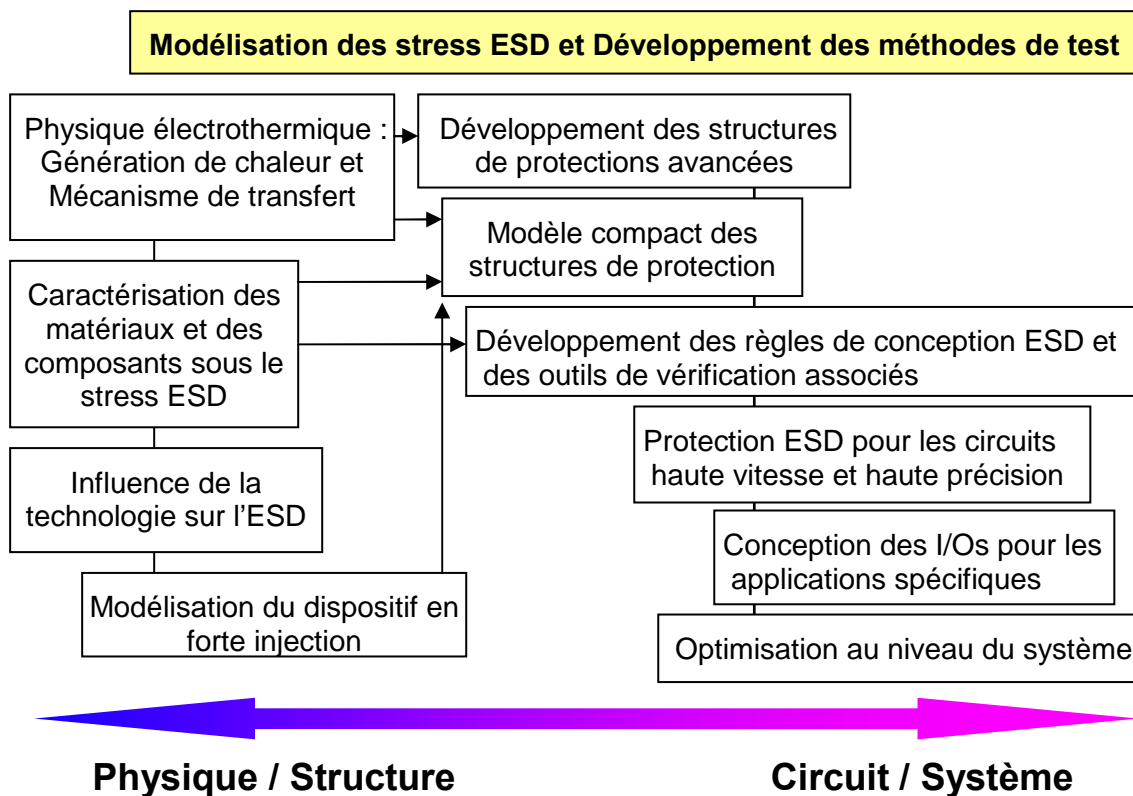 Modélisation des stress ESD et Développement des méthodes de test
Physique électrothermique :
Génération de chaleur et
Mécanisme de transfert
Développement des structures
de protections avancées
Modèle compact des
structures de protection
Caractérisation des
matériaux et des
composants sous le
stress ESD
Développement des règles de conception ESD et
des outils de vérification associés
Protection ESD pour les circuits
haute vitesse et haute précision
Influence de la
technologie sur l'ESD
Conception des I/Os pour les
applications spécifiques
Modélisation du dispositif en
forte injection
Optimisation au niveau du système
Physique / Structure
Circuit / Système